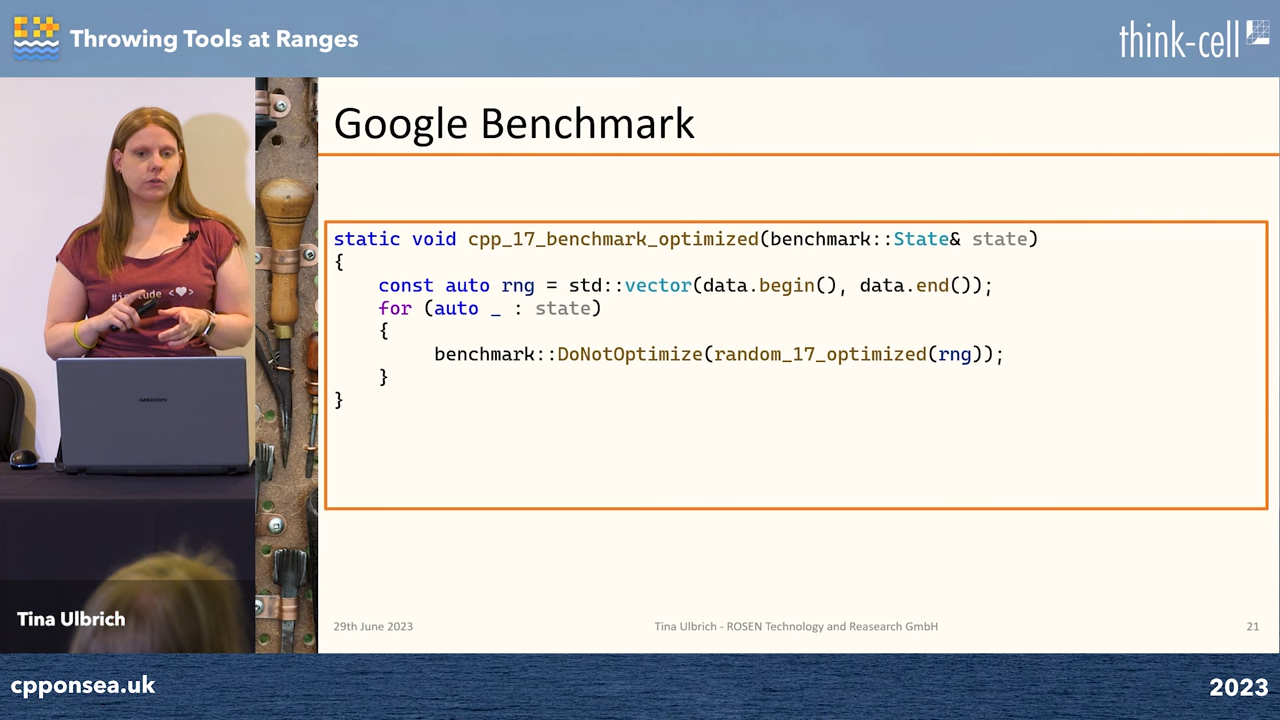 Throwing Tools at Ranges
think-cell
Google Benchmark
static void cpp_17_benchmark_optimized(benchmark::State& state)
{
    const auto rng = std::vector(data.begin(), data.end());
    for (auto _ : state)
    {
         benchmark::DoNotOptimize(random_17_optimized(rng));
    }
}
#include <♥>
MEDION
Tina Ulbrich
29th June 2023
Tina Ulbrich - ROSEN Technology and Reasearch GmbH
21
cpponsea.uk
2023